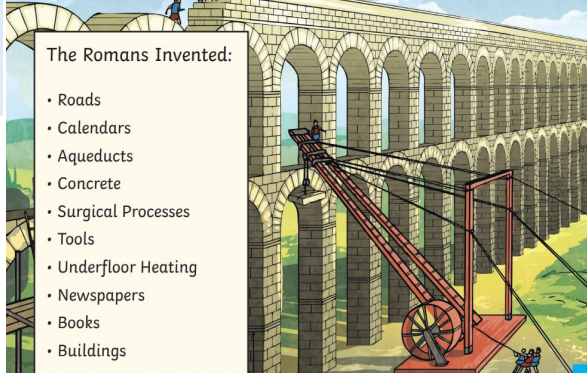 The Romans Invented:
• Roads
• Calendars
• Aqueducts
• Concrete
• Surgical Processes
• Tools
• Underfloor Heating
• Newspapers
• Books
• Buildings